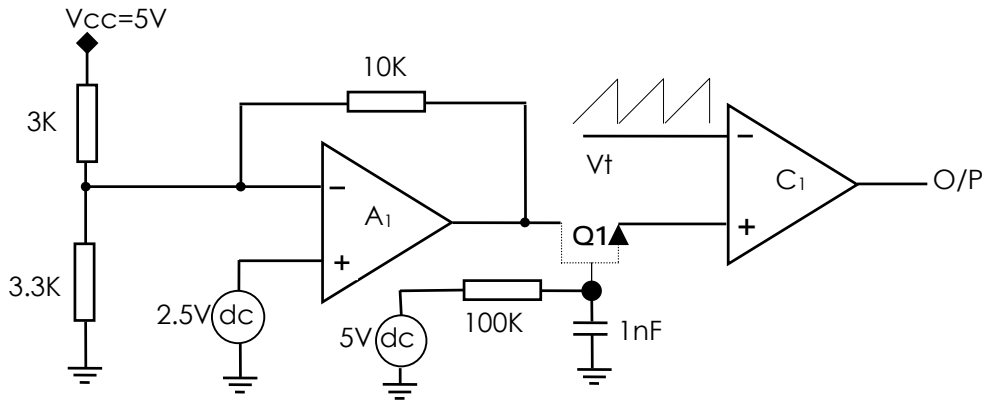 Vcc=5V
10K
3K
Vt
−
C1
O/P
−
A1
Q1
+
3.3K
+
2.5V
dc
5V
dc
100K
1nF